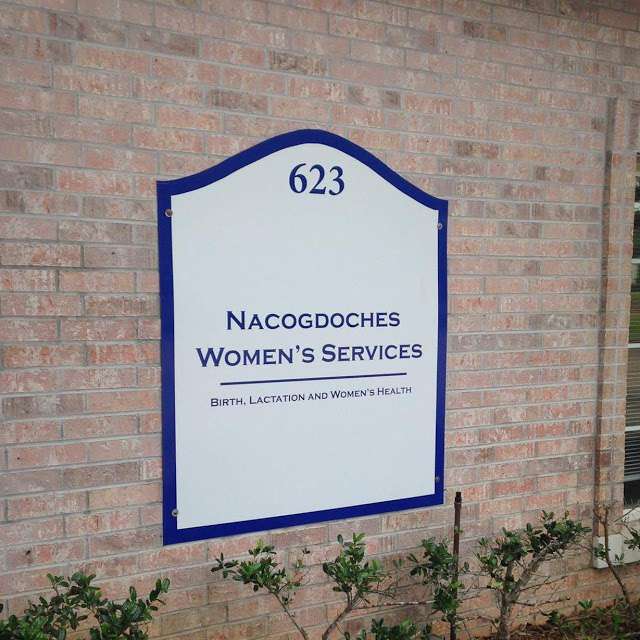 623
Nacogdoches
Women's Services
Birth, Lactation and Women's Health